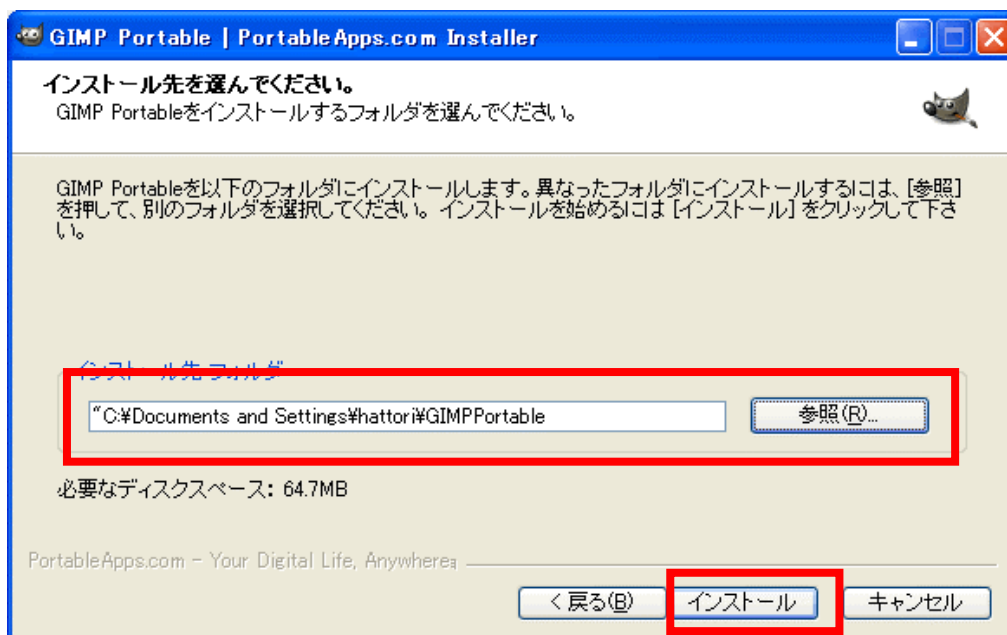 GIMP Portable | PortableApps.com Installer
インストール先を選んでください。
GIMP Portableをインストールするフォルダを選んでください。
GIMP Portableを以下のフォルダにインストールします。異なったフォルダにインストールするには、[参照]
を押して、別のフォルダを選択してください。インストールを始めるには [インストール] をクリックして下さ
い。
インストール先 フォルダ
"C:¥Documents and Settings¥hattori¥GIMPPortable
参照(R)...
必要なディスクスペース: 64.7MB
PortableApps.com - Your Digital Life, Anywhere
< 戻る(B)
インストール
キャンセル